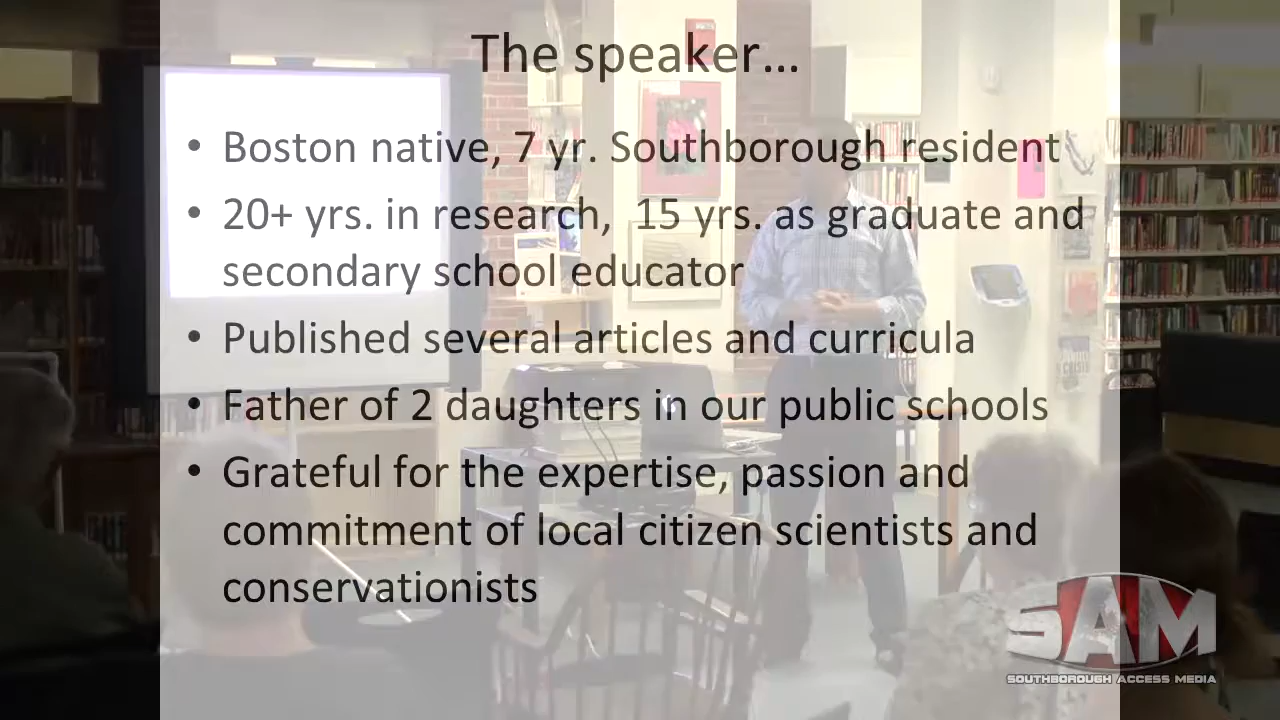 The speaker…
• Boston native, 7 yr. Southborough resident
• 20+ yrs. in research, 15 yrs. as graduate and
secondary school educator
• Published several articles and curricula
• Father of 2 daughters in our public schools
• Grateful for the expertise, passion and
commitment of local citizen scientists and
conservationists
SAM
SOUTHBOROUGH ACCESS MEDIA